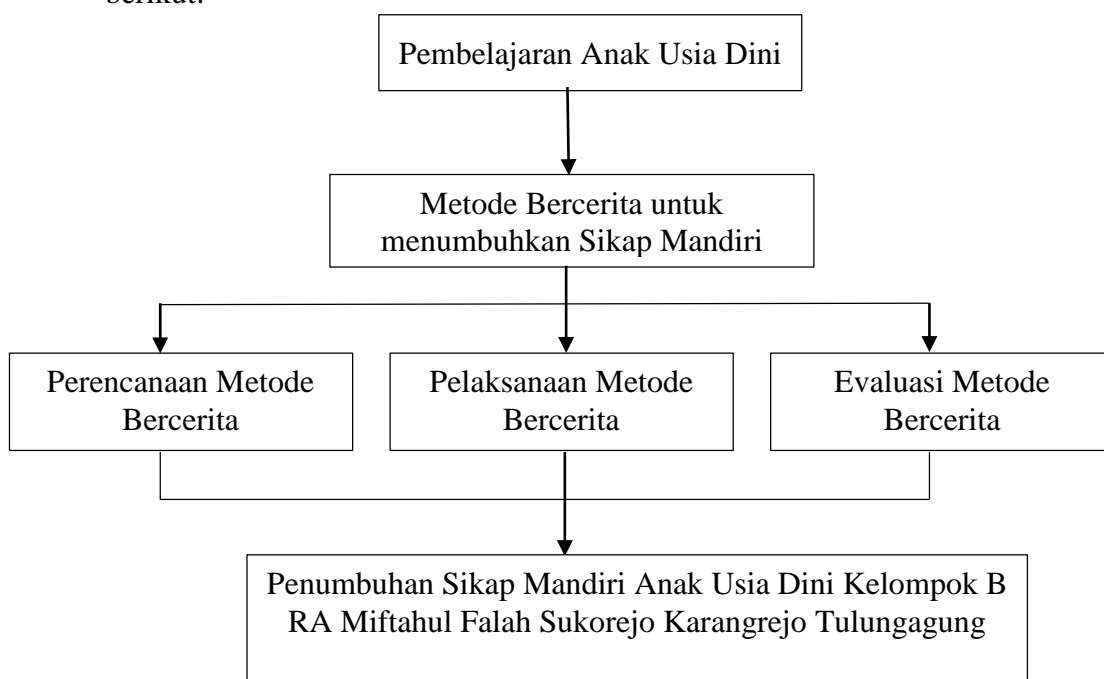 berikut:
Pembelajaran Anak Usia Dini
Metode Bercerita untuk
menumbuhkan Sikap Mandiri
Perencanaan Metode
Bercerita
Pelaksanaan Metode
Bercerita
Evaluasi Metode
Bercerita
Penumbuhan Sikap Mandiri Anak Usia Dini Kelompok B
RA Miftahul Falah Sukorejo Karangrejo Tulungagung